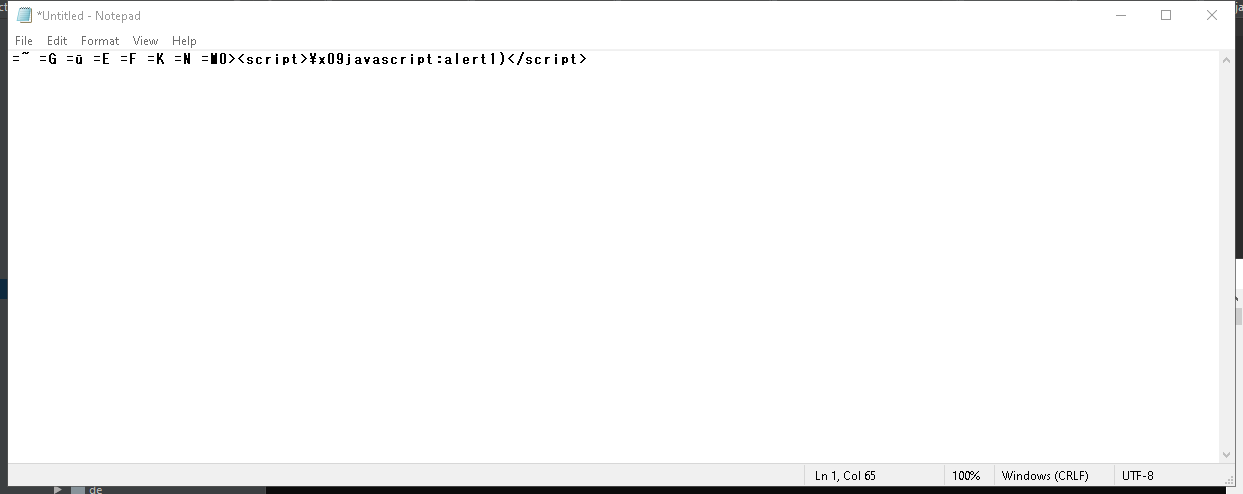 *Untitled - Notepad
File Edit Format View Help
=~ =G =ū =E =F =K =N =MO><script>¥x09javascript:alert1)</script>
Ln 1, Col 65 100% Windows (CRLF) UTF-8
de